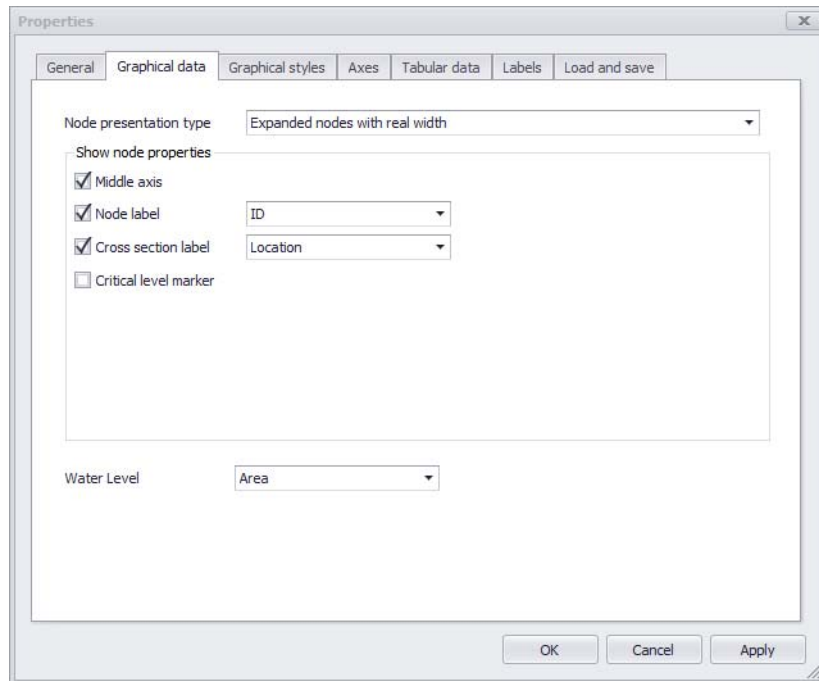 Properties
General Graphical data Graphical styles Axes Tabular data Labels Load and save
Node presentation type Expanded nodes with real width
Show node properties
Middle axis
Node label ID
Cross section label Location
Critical level marker
Water Level Area
OK Cancel Apply